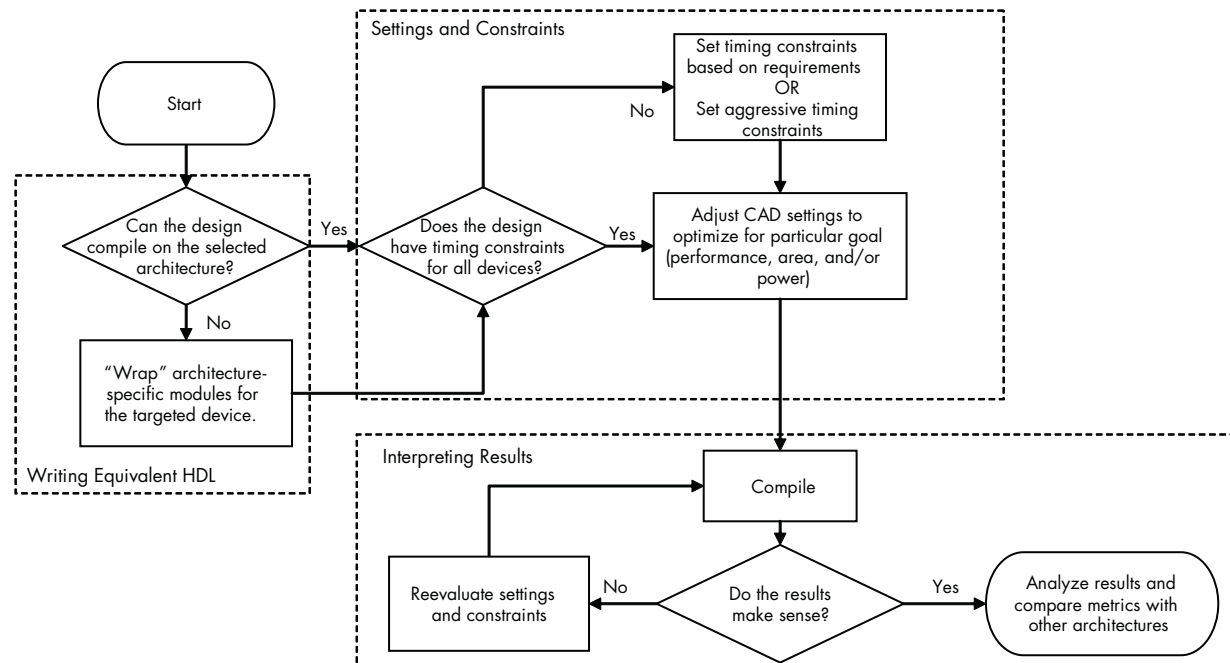 Settings and Constraints
Start
Set timing constraints
based on requirements
OR
Set aggressive timing
constraints
No
Can the design
compile on the selected
architecture?
Yes
Does the design
have timing constraints
for all devices?
Yes
Adjust CAD settings to
optimize for particular goal
(performance, area, and/or
power)
No
“Wrap” architecture-
specific modules for
the targeted device.
Writing Equivalent HDL
Interpreting Results
Compile
Reevaluate settings
and constraints
No
Do the results
make sense?
Yes
Analyze results and
compare metrics with
other architectures